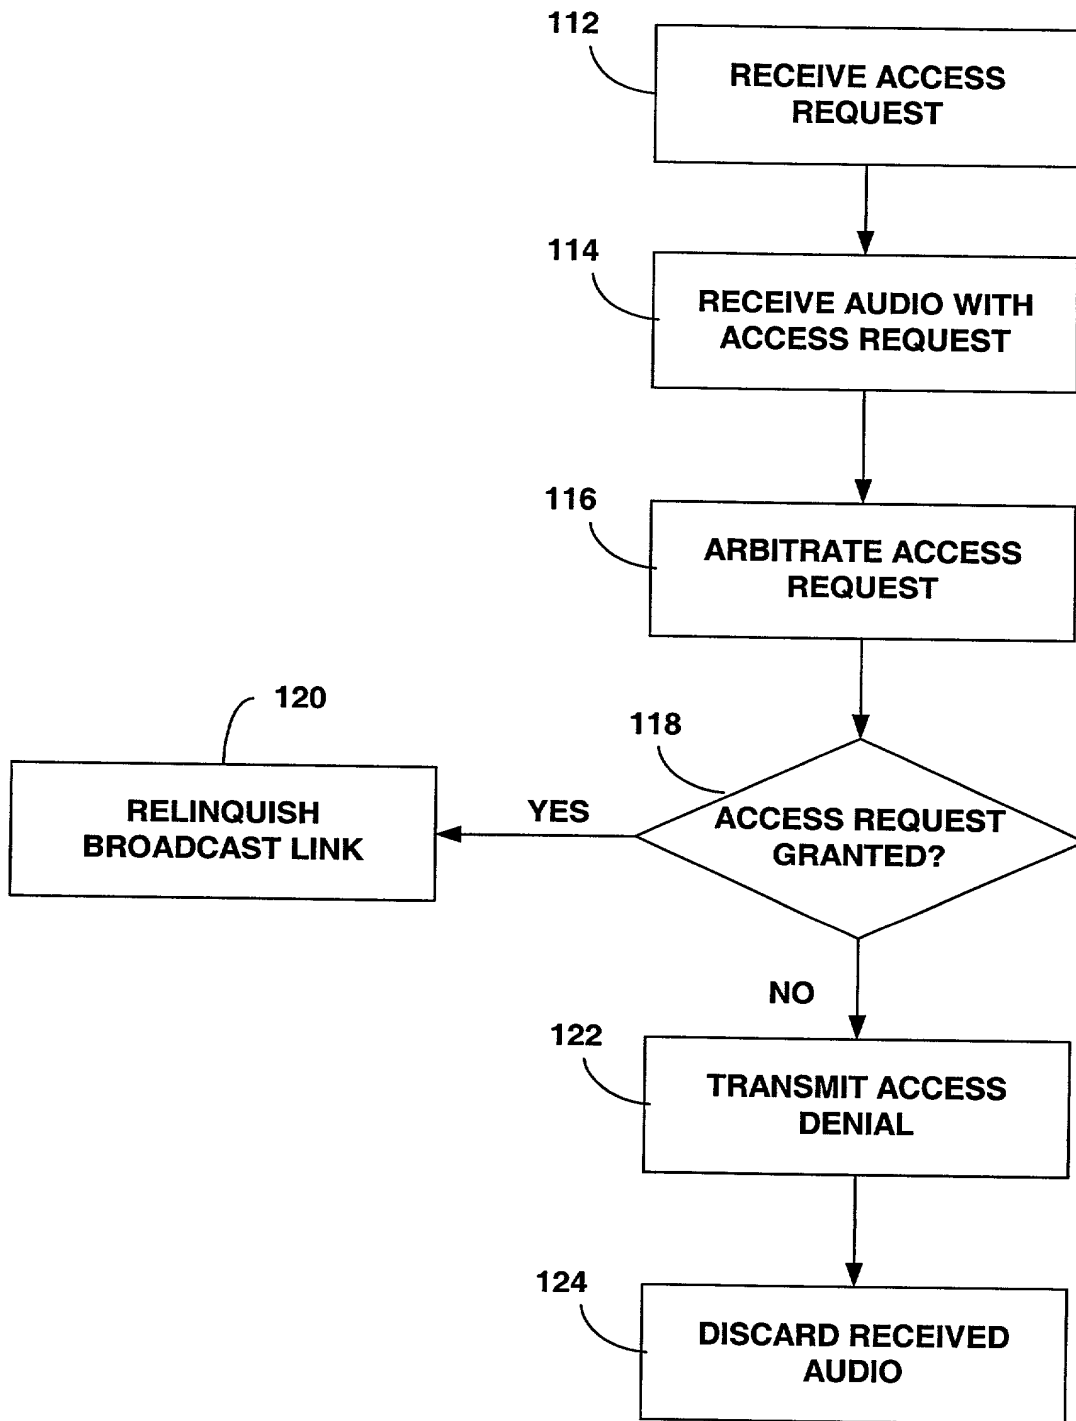 112
RECEIVE ACCESS
REQUEST
114
RECEIVE AUDIO WITH
ACCESS REQUEST
116
ARBITRATE ACCESS
REQUEST
120
118
RELINQUISH
BROADCAST LINK
YES
ACCESS REQUEST
GRANTED?
NO
122
TRANSMIT ACCESS
DENIAL
124
DISCARD RECEIVED
AUDIO